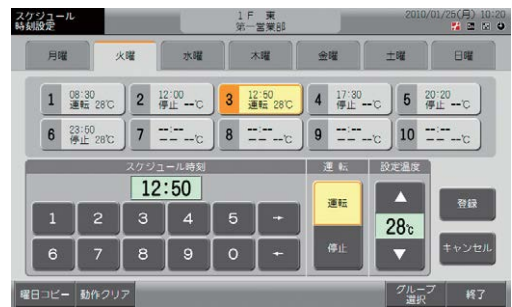 スケジュール
時刻設定
1F 東
第一営業部
2010/01/25(月) 10:20
月曜 火曜 水曜 木曜 金曜 土曜 日曜
1 08:30 運転 28℃
2 12:00 停止 --℃
3 12:50 運転 28℃
4 17:30 停止 --℃
5 20:20 停止 --℃
6 23:50 停止 28℃
7 --:-- -- --℃
8 --:-- -- --℃
9 --:-- -- --℃
10 --:-- -- --℃
スケジュール時刻 運転 設定温度
12:50
1 2 3 4 5 →
6 7 8 9 0 ←
運転
停止
▲
28℃
▼
登録
キャンセル
曜日コピー 動作クリア
グループ
選択
終了